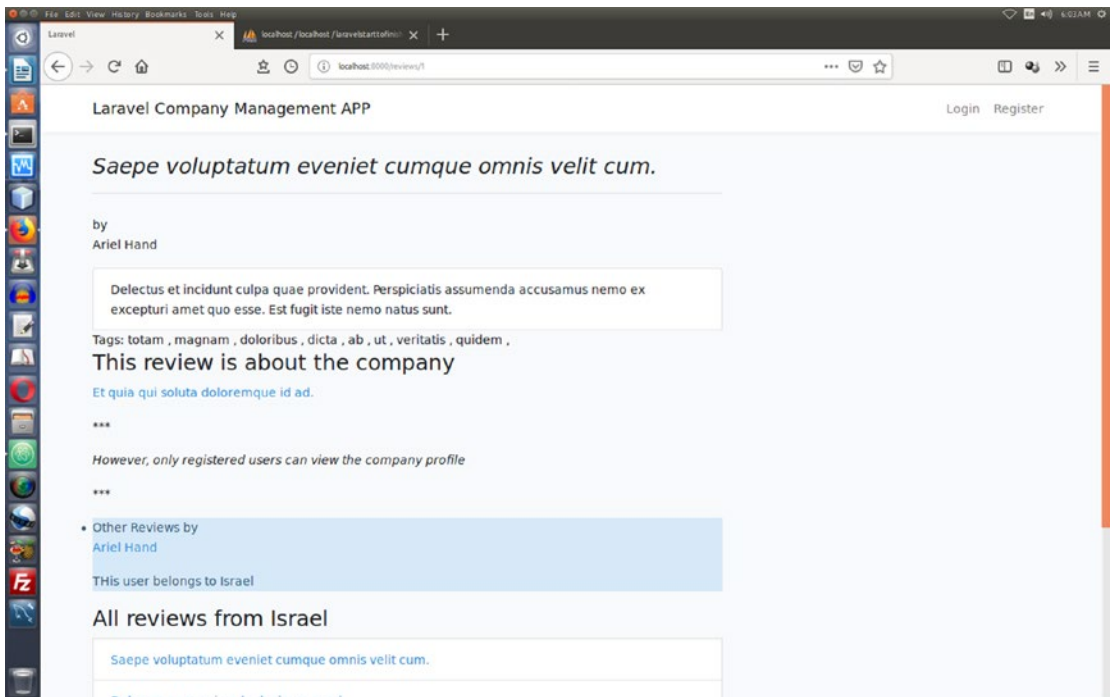 File Edit View History Bookmarks Tools Help
En 6:03AM
Laravel
localhost / localhost / laravelstarttofinish
localhost:8000/reviews/1
Laravel Company Management APP
Login Register
Saepe voluptatum eveniet cumque omnis velit cum.
by
Ariel Hand
Delectus et incidunt culpa quae provident. Perspiciatis assumenda accusamus nemo ex
excepturi amet quo esse. Est fugit iste nemo natus sunt.
Tags: totam , magnam , doloribus , dicta , ab , ut , veritatis , quidem ,
This review is about the company
Et quia qui soluta doloremque id ad.
***
However, only registered users can view the company profile
***
• Other Reviews by
Ariel Hand
THis user belongs to Israel
All reviews from Israel
Saepe voluptatum eveniet cumque omnis velit cum.